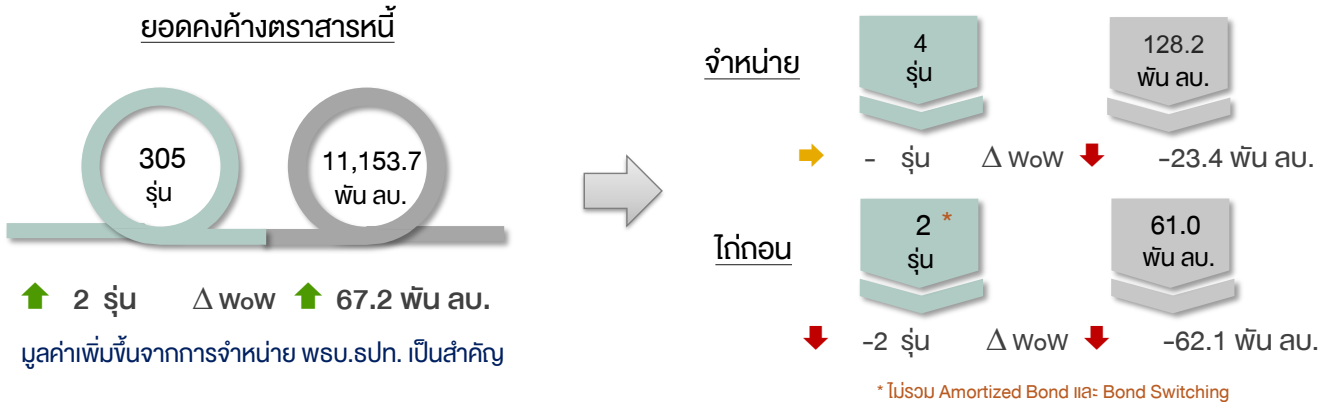 ยอดคงค้างตราสารหนี้
305
รุ่น
11,153.7
พัน ลบ.
2 รุ่น Δ WoW 67.2 พัน ลบ.
มูลค่าเพิ่มขึ้นจากการจำหน่าย พธบ.ธปท. เป็นสำคัญ
จำหน่าย
4
รุ่น
128.2
พัน ลบ.
- รุ่น Δ WoW -23.4 พัน ลบ.
ไถ่ถอน
2 *
รุ่น
61.0
พัน ลบ.
-2 รุ่น Δ WoW -62.1 พัน ลบ.
* ไม่รวม Amortized Bond และ Bond Switching